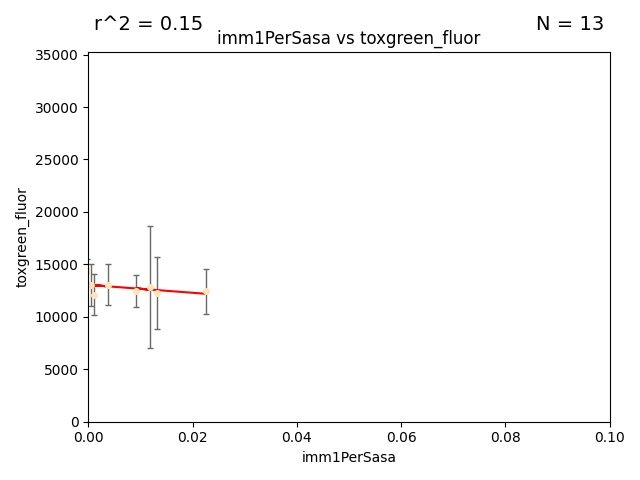 r^2 = 0.15
N = 13
imm1PerSasa vs toxgreen_fluor
35000
30000
25000
20000
15000
10000
5000
0
toxgreen_fluor
0.00
0.02
0.04
0.06
0.08
0.10
imm1PerSasa